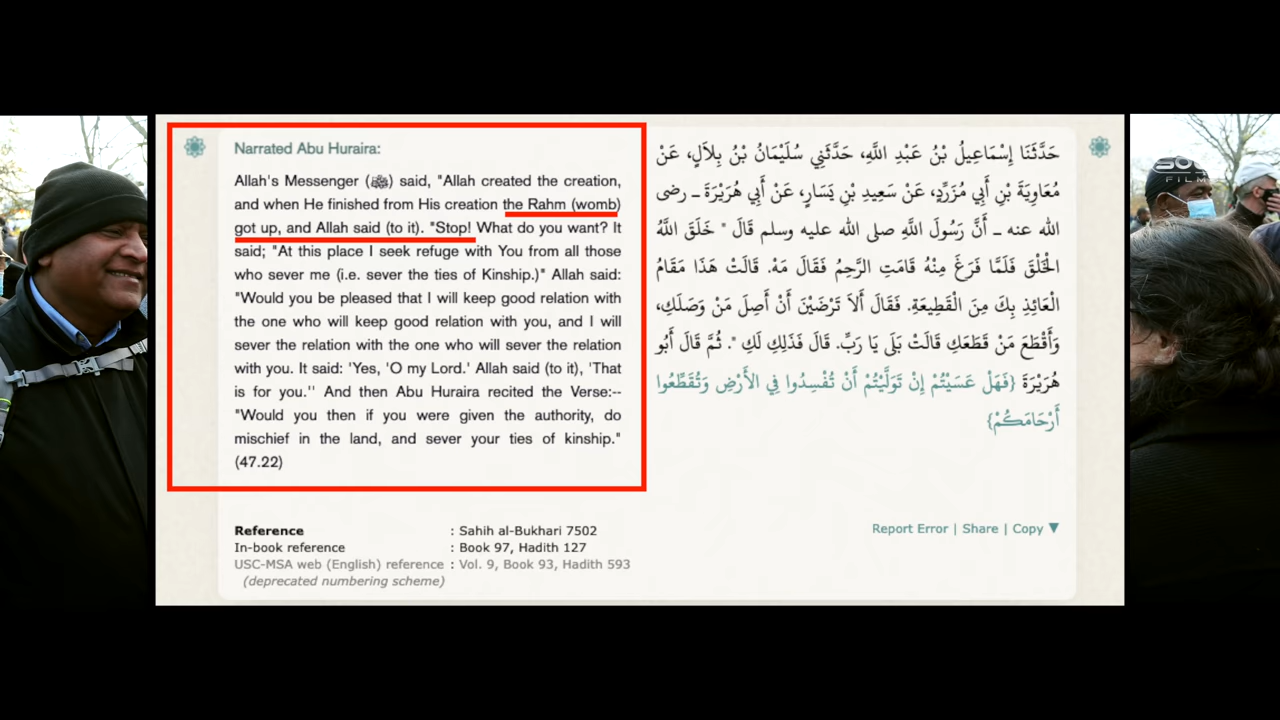 Narrated Abu Huraira:
Allah's Messenger (ﷺ) said, "Allah created the creation,
and when He finished from His creation the Rahm (womb)
got up, and Allah said (to it). "Stop! What do you want? It
said; "At this place I seek refuge with You from all those
who sever me (i.e. sever the ties of Kinship.)" Allah said:
"Would you be pleased that I will keep good relation with
the one who will keep good relation with you, and I will
sever the relation with the one who will sever the relation
with you. It said: 'Yes, 'O my Lord.' Allah said (to it), 'That
is for you.'' And then Abu Huraira recited the Verse:--
"Would you then if you were given the authority, do
mischief in the land, and sever your ties of kinship."
(47.22)
حَدَّثَنَا إِسْمَاعِيلُ بْنُ عَبْدِ اللَّهِ، حَدَّثَنِي سُلَيْمَانُ بْنُ بِلاَلٍ، عَنْ
مُعَاوِيَةَ بْنِ أَبِي مُزَرِّدٍ، عَنْ سَعِيدِ بْنِ يَسَارٍ، عَنْ أَبِي هُرَيْرَةَ ـ رضى
الله عنه ـ أَنَّ رَسُولَ اللَّهِ صلى الله عليه وسلم قَالَ " خَلَقَ اللَّهُ
الْخَلْقَ فَلَمَّا فَرَغَ مِنْهُ قَامَتِ الرَّحِمُ فَقَالَ مَهْ. قَالَتْ هَذَا مَقَامُ
الْعَائِذِ بِكَ مِنَ الْقَطِيعَةِ. فَقَالَ أَلاَ تَرْضَيْنَ أَنْ أَصِلَ مَنْ وَصَلَكِ،
وَأَقْطَعَ مَنْ قَطَعَكِ قَالَتْ بَلَى يَا رَبِّ. قَالَ فَذَلِكِ لَكِ ". ثُمَّ قَالَ أَبُو
هُرَيْرَةَ {فَهَلْ عَسَيْتُمْ إِنْ تَوَلَّيْتُمْ أَنْ تُفْسِدُوا فِي الأَرْضِ وَتُقَطِّعُوا
أَرْحَامَكُمْ}
Reference : Sahih al-Bukhari 7502
In-book reference : Book 97, Hadith 127
USC-MSA web (English) reference : Vol. 9, Book 93, Hadith 593
(deprecated numbering scheme)
Report Error | Share | Copy ▼
FILMS